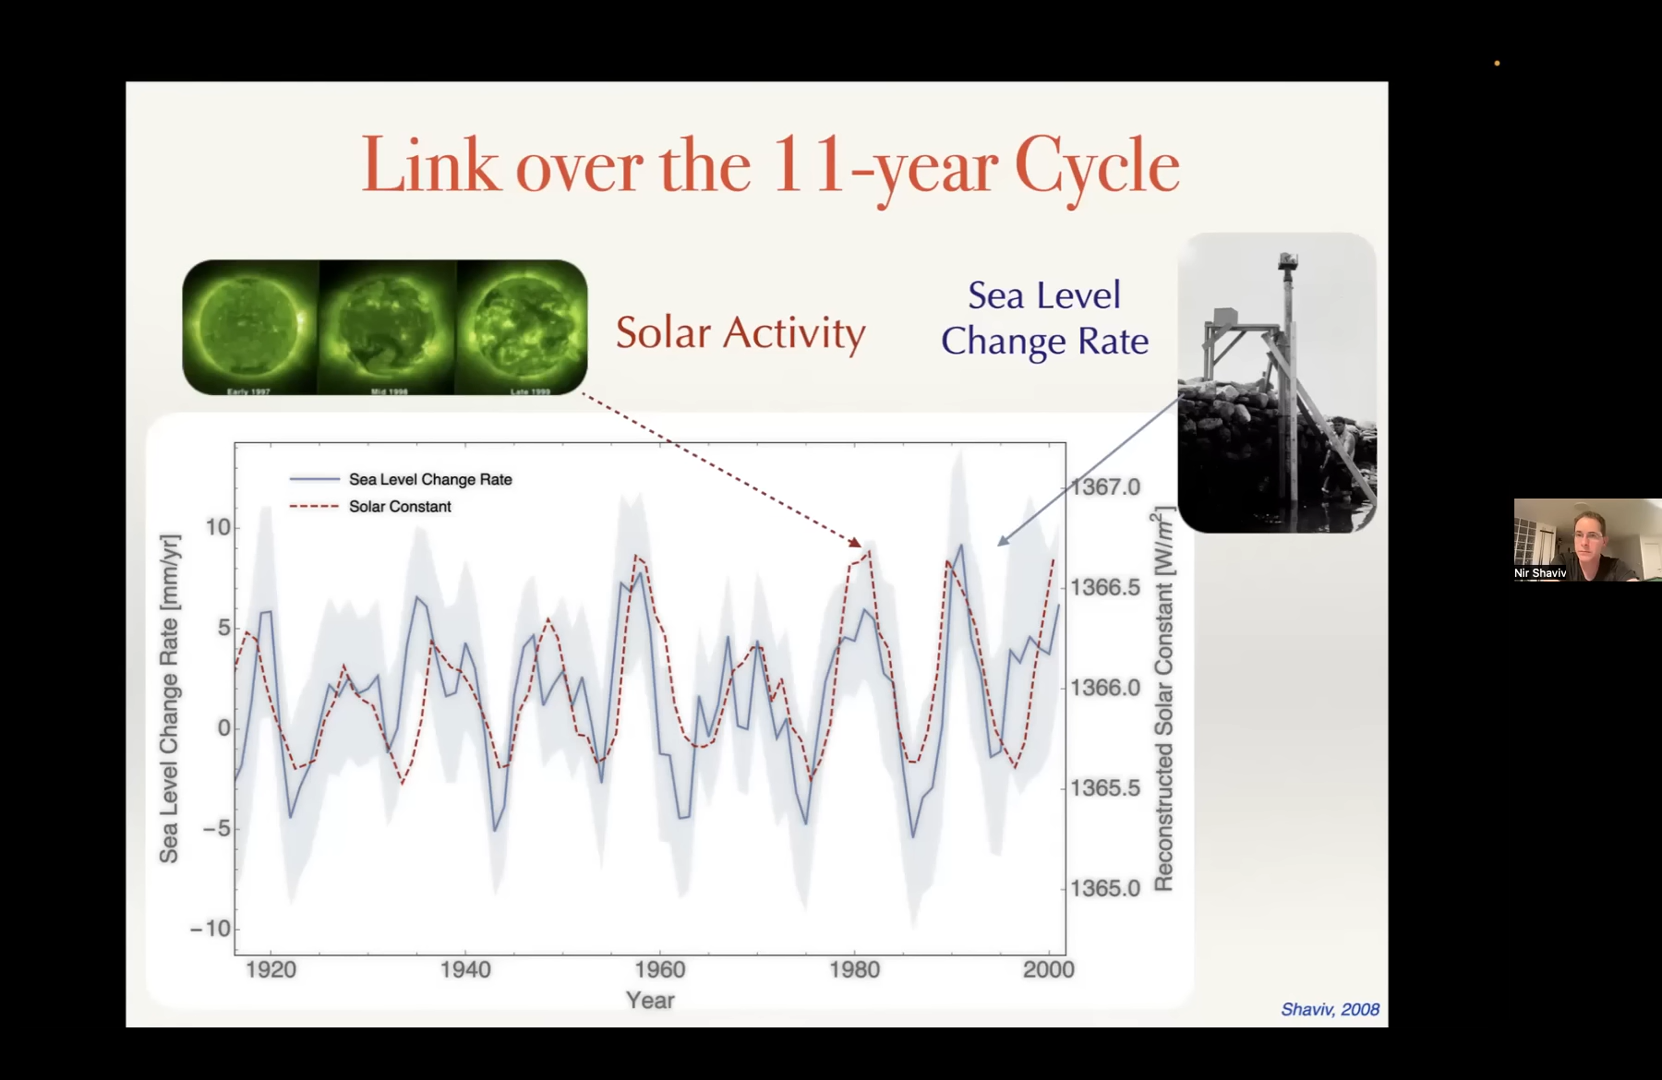 Link over the 11-year Cycle
Early 1997
Mid 1998
Late 1999
Solar Activity
Sea Level
Change Rate
Sea Level Change Rate
Solar Constant
Sea Level Change Rate [mm/yr]
10
5
0
−5
−10
1367.0
1366.5
1366.0
1365.5
1365.0
Reconstructed Solar Constant [W/m²]
1920
1940
1960
1980
2000
Year
Shaviv, 2008
Nir Shaviv